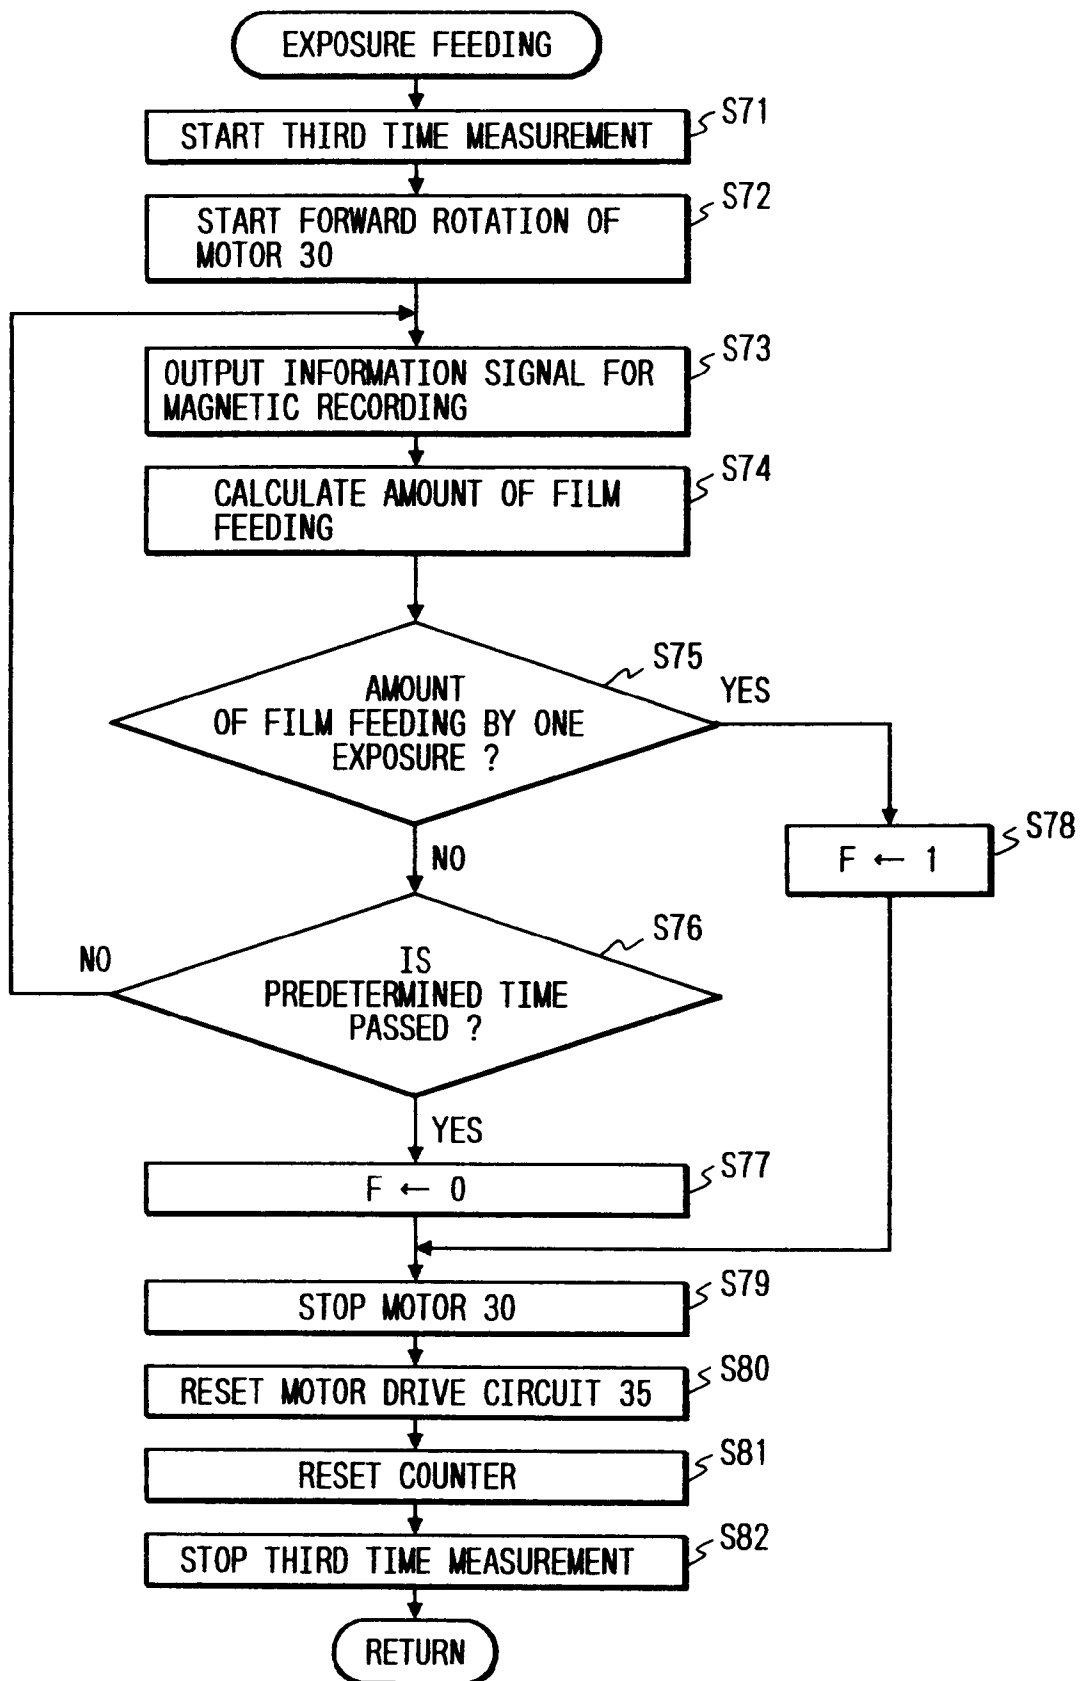 EXPOSURE FEEDING
START THIRD TIME MEASUREMENT
S71
START FORWARD ROTATION OF
MOTOR 30
S72
OUTPUT INFORMATION SIGNAL FOR
MAGNETIC RECORDING
S73
CALCULATE AMOUNT OF FILM
FEEDING
S74
AMOUNT
OF FILM FEEDING BY ONE
EXPOSURE ?
S75
YES
NO
F ← 1
S78
IS
PREDETERMINED TIME
PASSED ?
S76
NO
YES
F ← 0
S77
STOP MOTOR 30
S79
RESET MOTOR DRIVE CIRCUIT 35
S80
RESET COUNTER
S81
STOP THIRD TIME MEASUREMENT
S82
RETURN